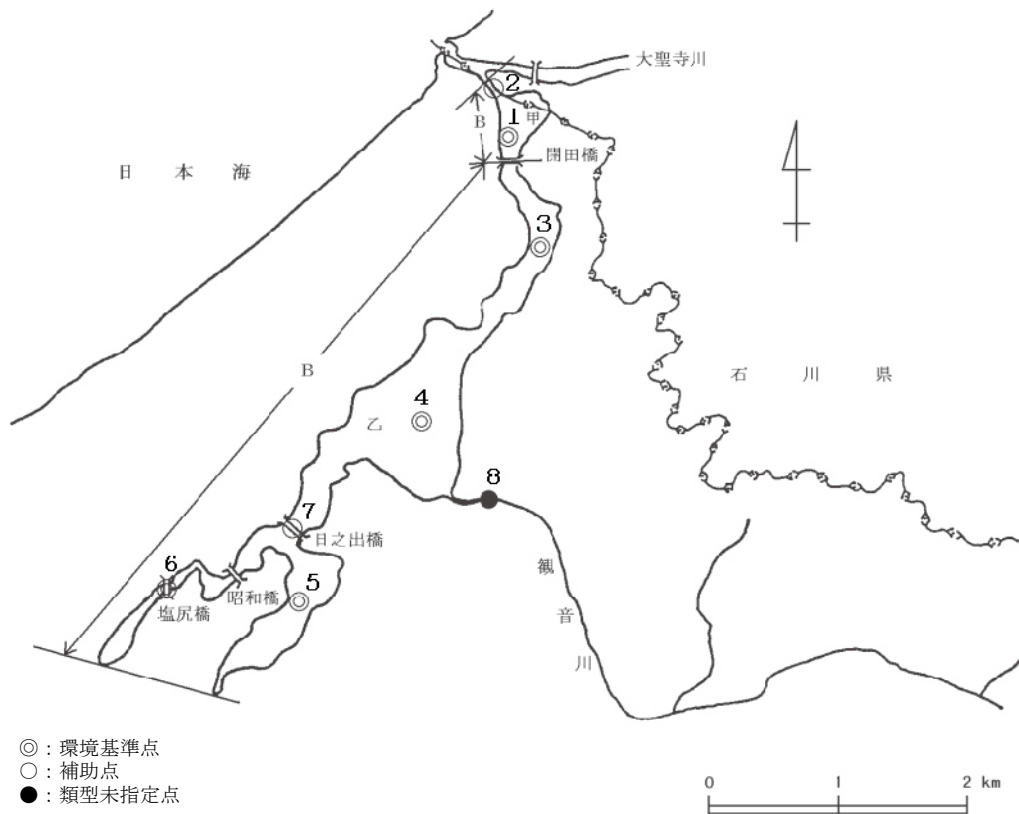 大聖寺川
2
B
1
甲
開田橋
日本海
3
B
石川県
4
乙
8
7
日之出橋
6
5
昭和橋
塩尻橋
観音川
◎：環境基準点
○：補助点
●：類型未指定点
0 1 2 km